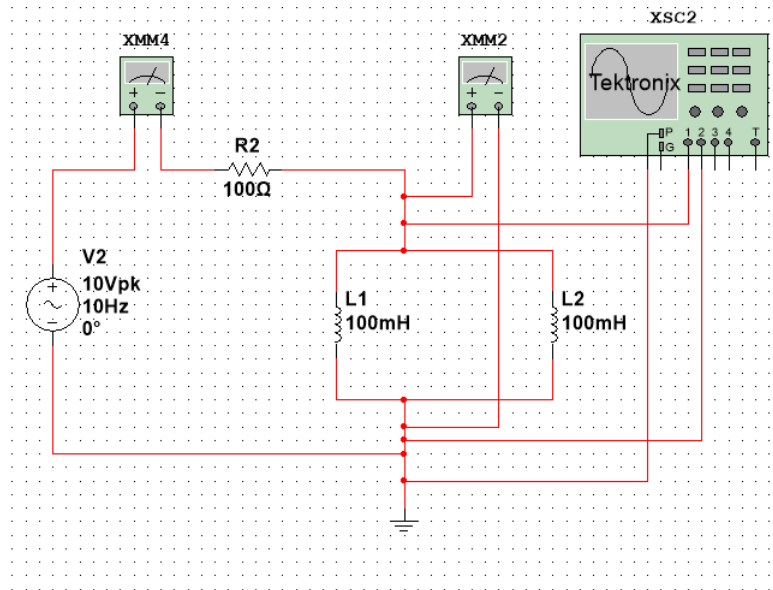 XSC2
XMM4
XMM2
Tektronix
P
G
1 2 3 4
T
+ −
+ −
R2
100Ω
V2
10Vpk
10Hz
0°
+
−
L1
100mH
L2
100mH